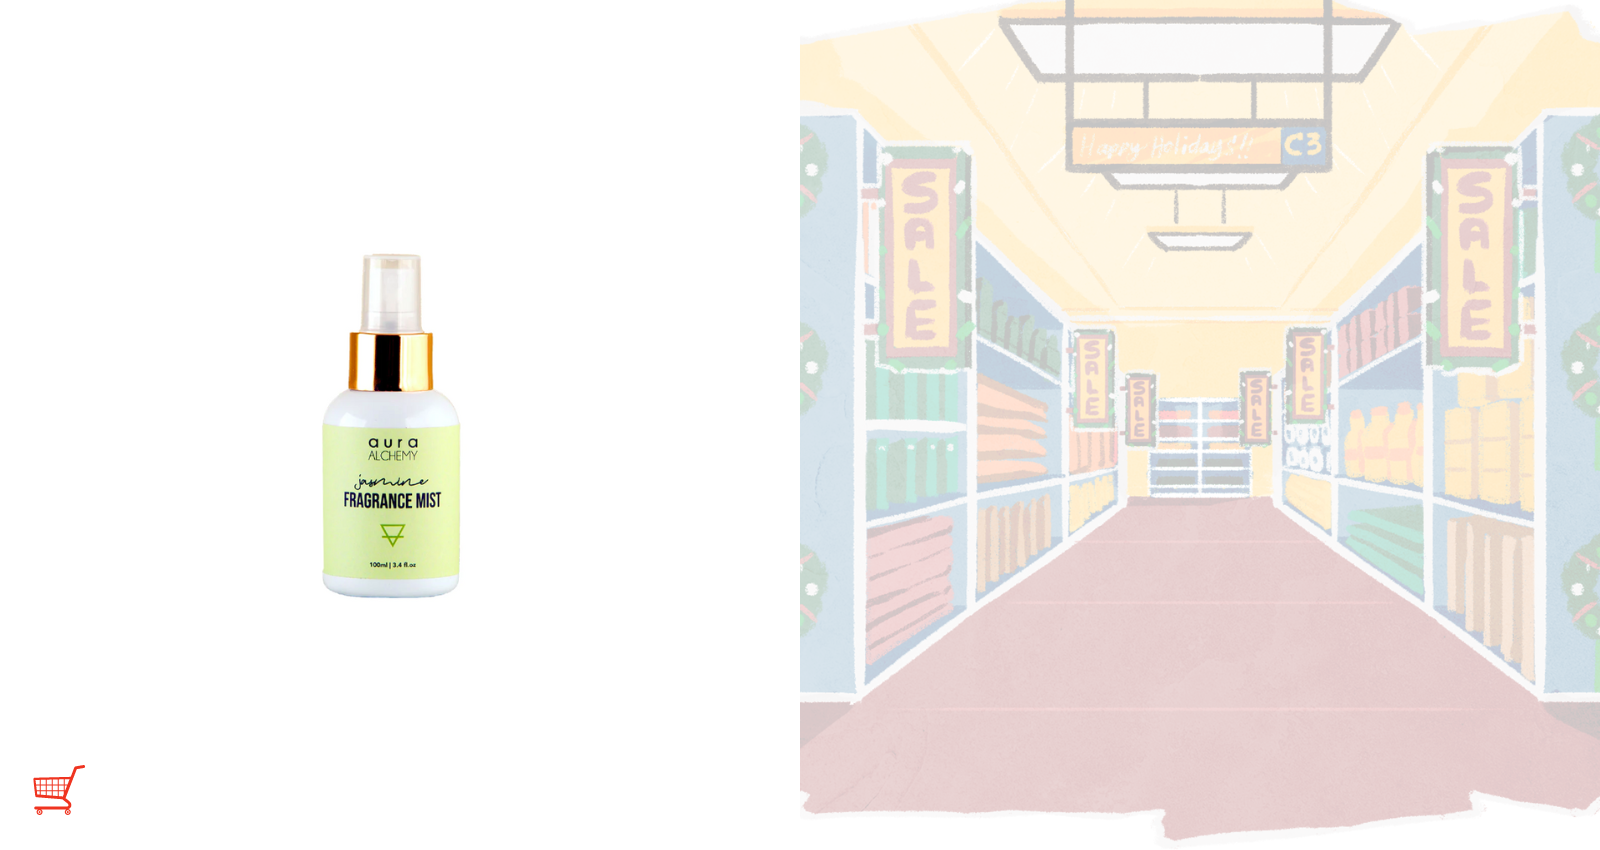 aura
ALCHEMY
jasmine
FRAGRANCE MIST
100ml | 3.4 fl.oz
Happy Holidays!!
C3
SALE
SALE
SALE
SALE
SALE
SALE